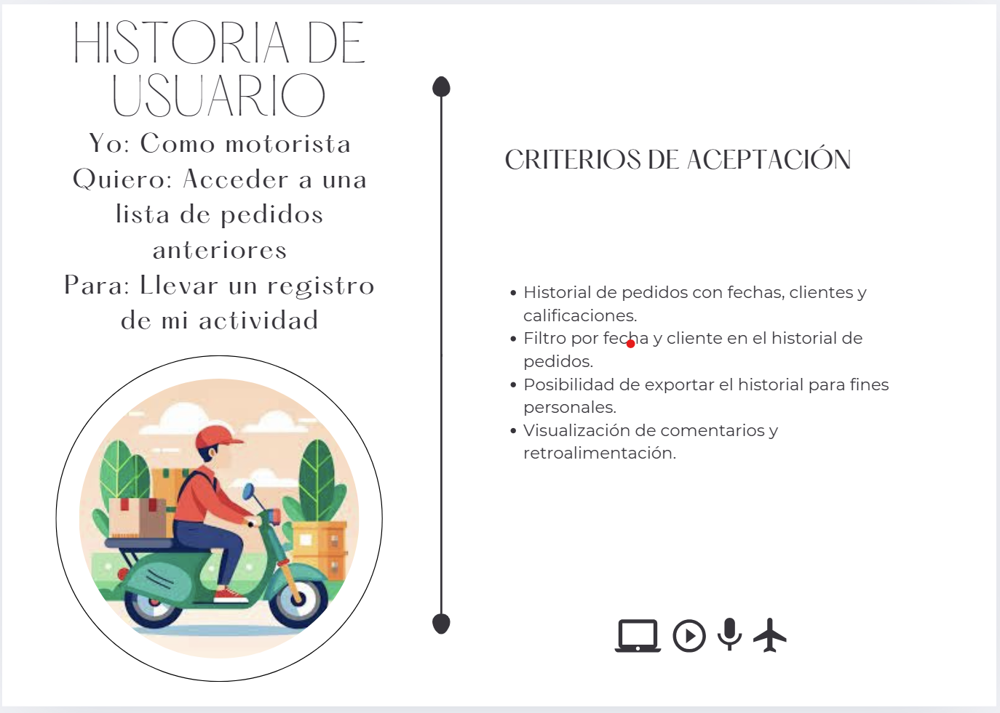 HISTORIA DE
USUARIO
Yo: Como motorista
Quiero: Acceder a una
lista de pedidos
anteriores
Para: Llevar un registro
de mi actividad
CRITERIOS DE ACEPTACIÓN
• Historial de pedidos con fechas, clientes y
calificaciones.
• Filtro por fecha y cliente en el historial de
pedidos.
• Posibilidad de exportar el historial para fines
personales.
• Visualización de comentarios y
retroalimentación.